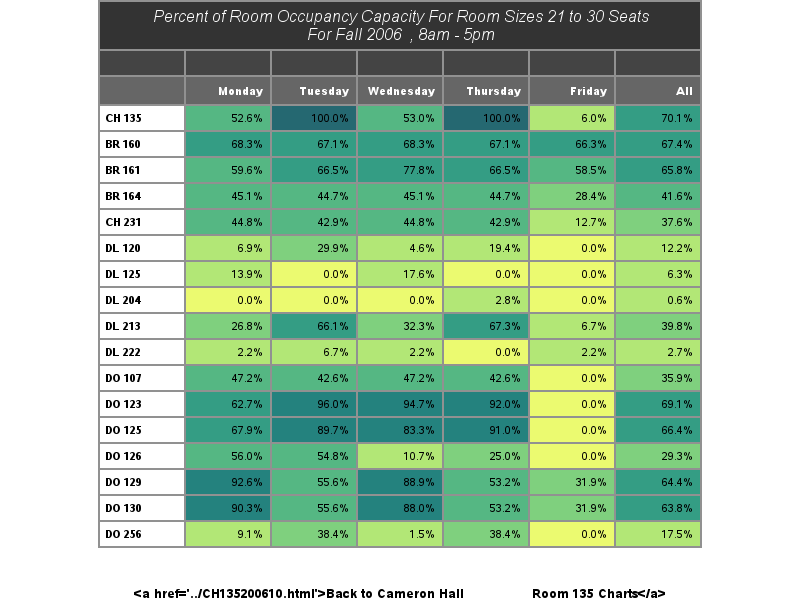 Percent of Room Occupancy Capacity For Room Sizes 21 to 30 Seats
For Fall 2006 , 8am - 5pm
Monday Tuesday Wednesday Thursday Friday All
CH 135 52.6% 100.0% 53.0% 100.0% 6.0% 70.1%
BR 160 68.3% 67.1% 68.3% 67.1% 66.3% 67.4%
BR 161 59.6% 66.5% 77.8% 66.5% 58.5% 65.8%
BR 164 45.1% 44.7% 45.1% 44.7% 28.4% 41.6%
CH 231 44.8% 42.9% 44.8% 42.9% 12.7% 37.6%
DL 120 6.9% 29.9% 4.6% 19.4% 0.0% 12.2%
DL 125 13.9% 0.0% 17.6% 0.0% 0.0% 6.3%
DL 204 0.0% 0.0% 0.0% 2.8% 0.0% 0.6%
DL 213 26.8% 66.1% 32.3% 67.3% 6.7% 39.8%
DL 222 2.2% 6.7% 2.2% 0.0% 2.2% 2.7%
DO 107 47.2% 42.6% 47.2% 42.6% 0.0% 35.9%
DO 123 62.7% 96.0% 94.7% 92.0% 0.0% 69.1%
DO 125 67.9% 89.7% 83.3% 91.0% 0.0% 66.4%
DO 126 56.0% 54.8% 10.7% 25.0% 0.0% 29.3%
DO 129 92.6% 55.6% 88.9% 53.2% 31.9% 64.4%
DO 130 90.3% 55.6% 88.0% 53.2% 31.9% 63.8%
DO 256 9.1% 38.4% 1.5% 38.4% 0.0% 17.5%
<a href='../CH135200610.html'>Back to Cameron Hall Room 135 Charts</a>